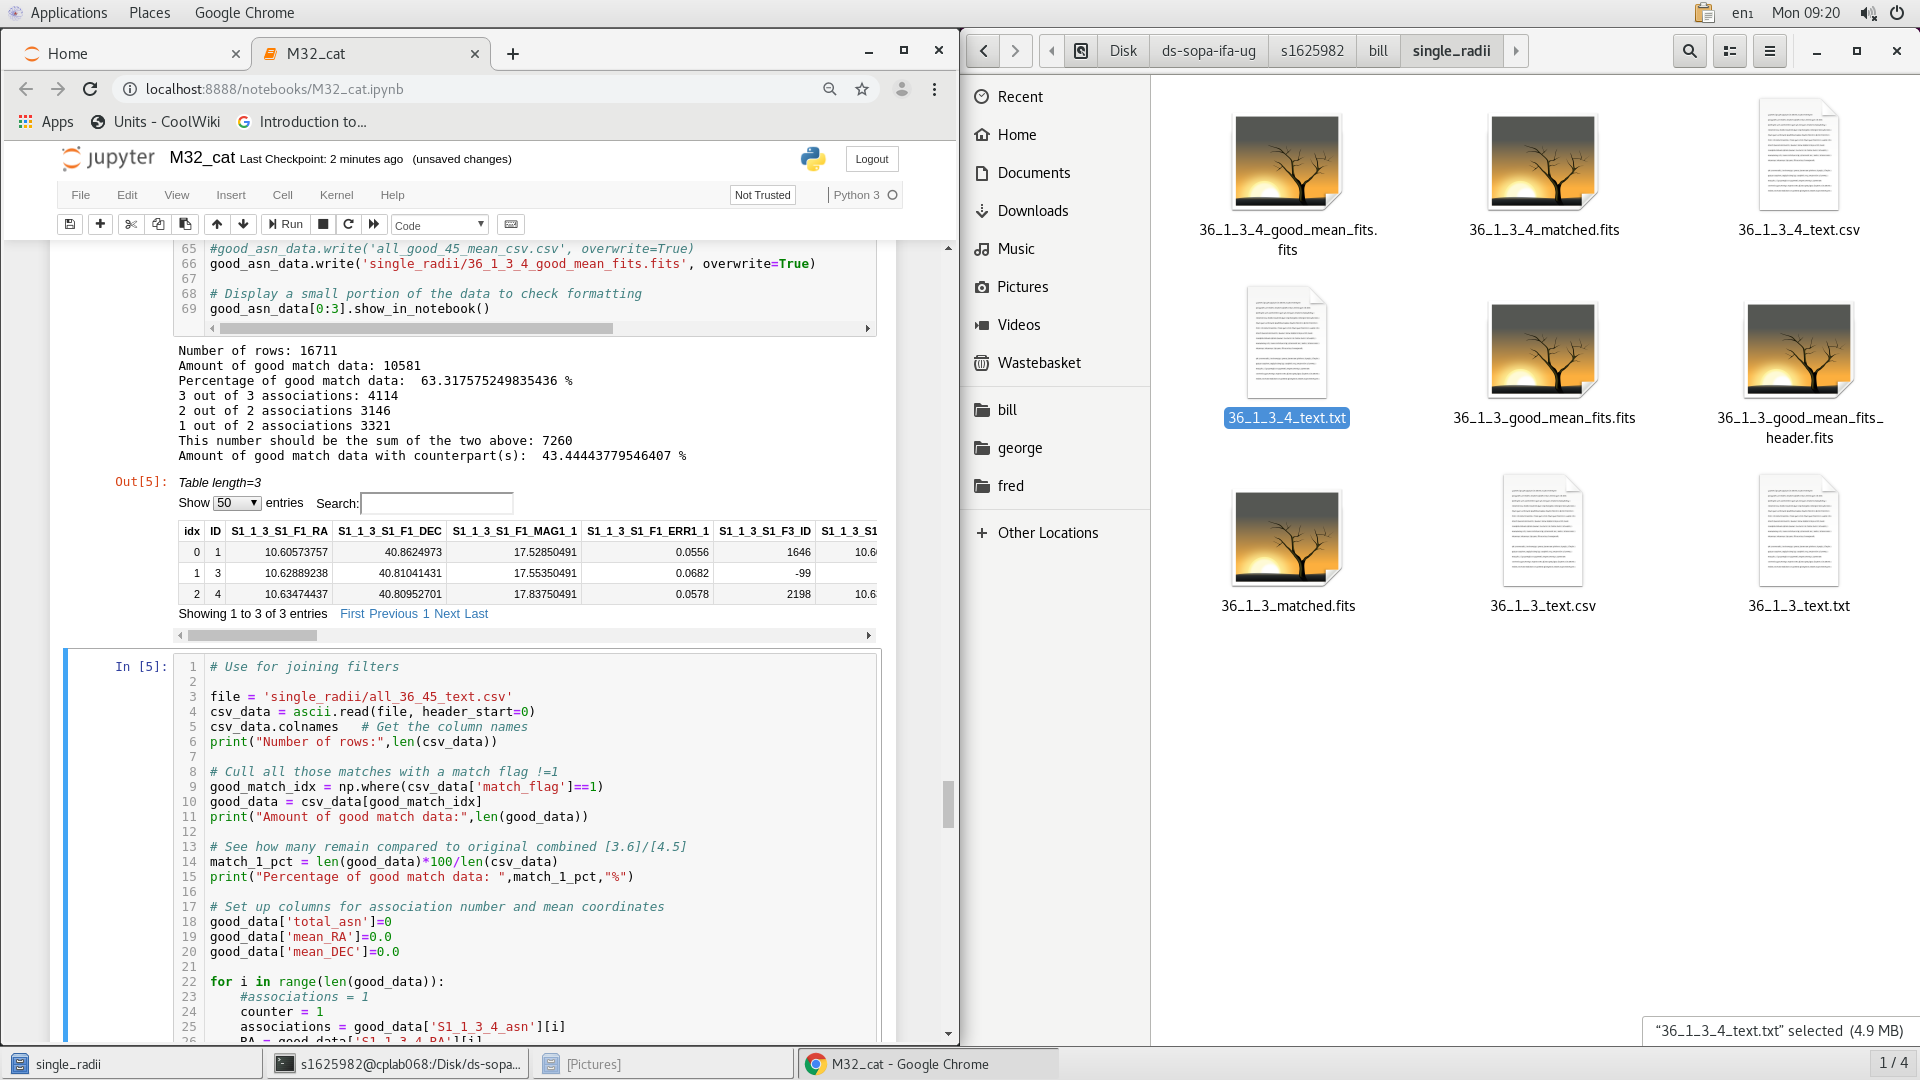 Applications Places Google Chrome
en1 Mon 09:20
Home
M32_cat
localhost:8888/notebooks/M32_cat.ipynb
Apps Units - CoolWiki Introduction to...
jupyter M32_cat Last Checkpoint: 2 minutes ago (unsaved changes)
Logout
File Edit View Insert Cell Kernel Help
Not Trusted Python 3
Run Code
65 #good_asn_data.write('all_good_45_mean_csv.csv', overwrite=True)
66 good_asn_data.write('single_radii/36_1_3_4_good_mean_fits.fits', overwrite=True)
67
68 # Display a small portion of the data to check formatting
69 good_asn_data[0:3].show_in_notebook()
Number of rows: 16711
Amount of good match data: 10581
Percentage of good match data:  63.317575249835436 %
3 out of 3 associations: 4114
2 out of 2 associations 3146
1 out of 2 associations 3321
This number should be the sum of the two above: 7260
Amount of good match data with counterpart(s):  43.44443779546407 %
Out[5]: Table length=3
Show 50 entries Search:
idx ID S1_1_3_S1_F1_RA S1_1_3_S1_F1_DEC S1_1_3_S1_F1_MAG1_1 S1_1_3_S1_F1_ERR1_1 S1_1_3_S1_F3_ID S1_1_3_S1
0 1 10.60573757 40.8624973 17.52850491 0.0556 1646 10.60
1 3 10.62889238 40.81041431 17.55350491 0.0682 -99
2 4 10.63474437 40.80952701 17.83750491 0.0578 2198 10.63
Showing 1 to 3 of 3 entries First Previous 1 Next Last
In [5]:
1 # Use for joining filters
2
3 file = 'single_radii/all_36_45_text.csv'
4 csv_data = ascii.read(file, header_start=0)
5 csv_data.colnames   # Get the column names
6 print("Number of rows:",len(csv_data))
7
8 # Cull all those matches with a match flag !=1
9 good_match_idx = np.where(csv_data['match_flag']==1)
10 good_data = csv_data[good_match_idx]
11 print("Amount of good match data:",len(good_data))
12
13 # See how many remain compared to original combined [3.6]/[4.5]
14 match_1_pct = len(good_data)*100/len(csv_data)
15 print("Percentage of good match data: ",match_1_pct,"%")
16
17 # Set up columns for association number and mean coordinates
18 good_data['total_asn']=0
19 good_data['mean_RA']=0.0
20 good_data['mean_DEC']=0.0
21
22 for i in range(len(good_data)):
23     #associations = 1
24     counter = 1
25     associations = good_data['S1_1_3_4_asn'][i]
26     RA = good_data['S1_1_3_4_RA'][i]
Disk ds-sopa-ifa-ug s1625982 bill single_radii
Recent
Home
Documents
Downloads
Music
Pictures
Videos
Wastebasket
bill
george
fred
Other Locations
36_1_3_4_good_mean_fits.
fits
36_1_3_4_matched.fits
36_1_3_4_text.csv
36_1_3_4_text.txt
36_1_3_good_mean_fits.fits
36_1_3_good_mean_fits_
header.fits
36_1_3_matched.fits
36_1_3_text.csv
36_1_3_text.txt
“36_1_3_4_text.txt” selected (4.9 MB)
single_radii
s1625982@cplab068:/Disk/ds-sopa...
[Pictures]
M32_cat - Google Chrome
1 / 4